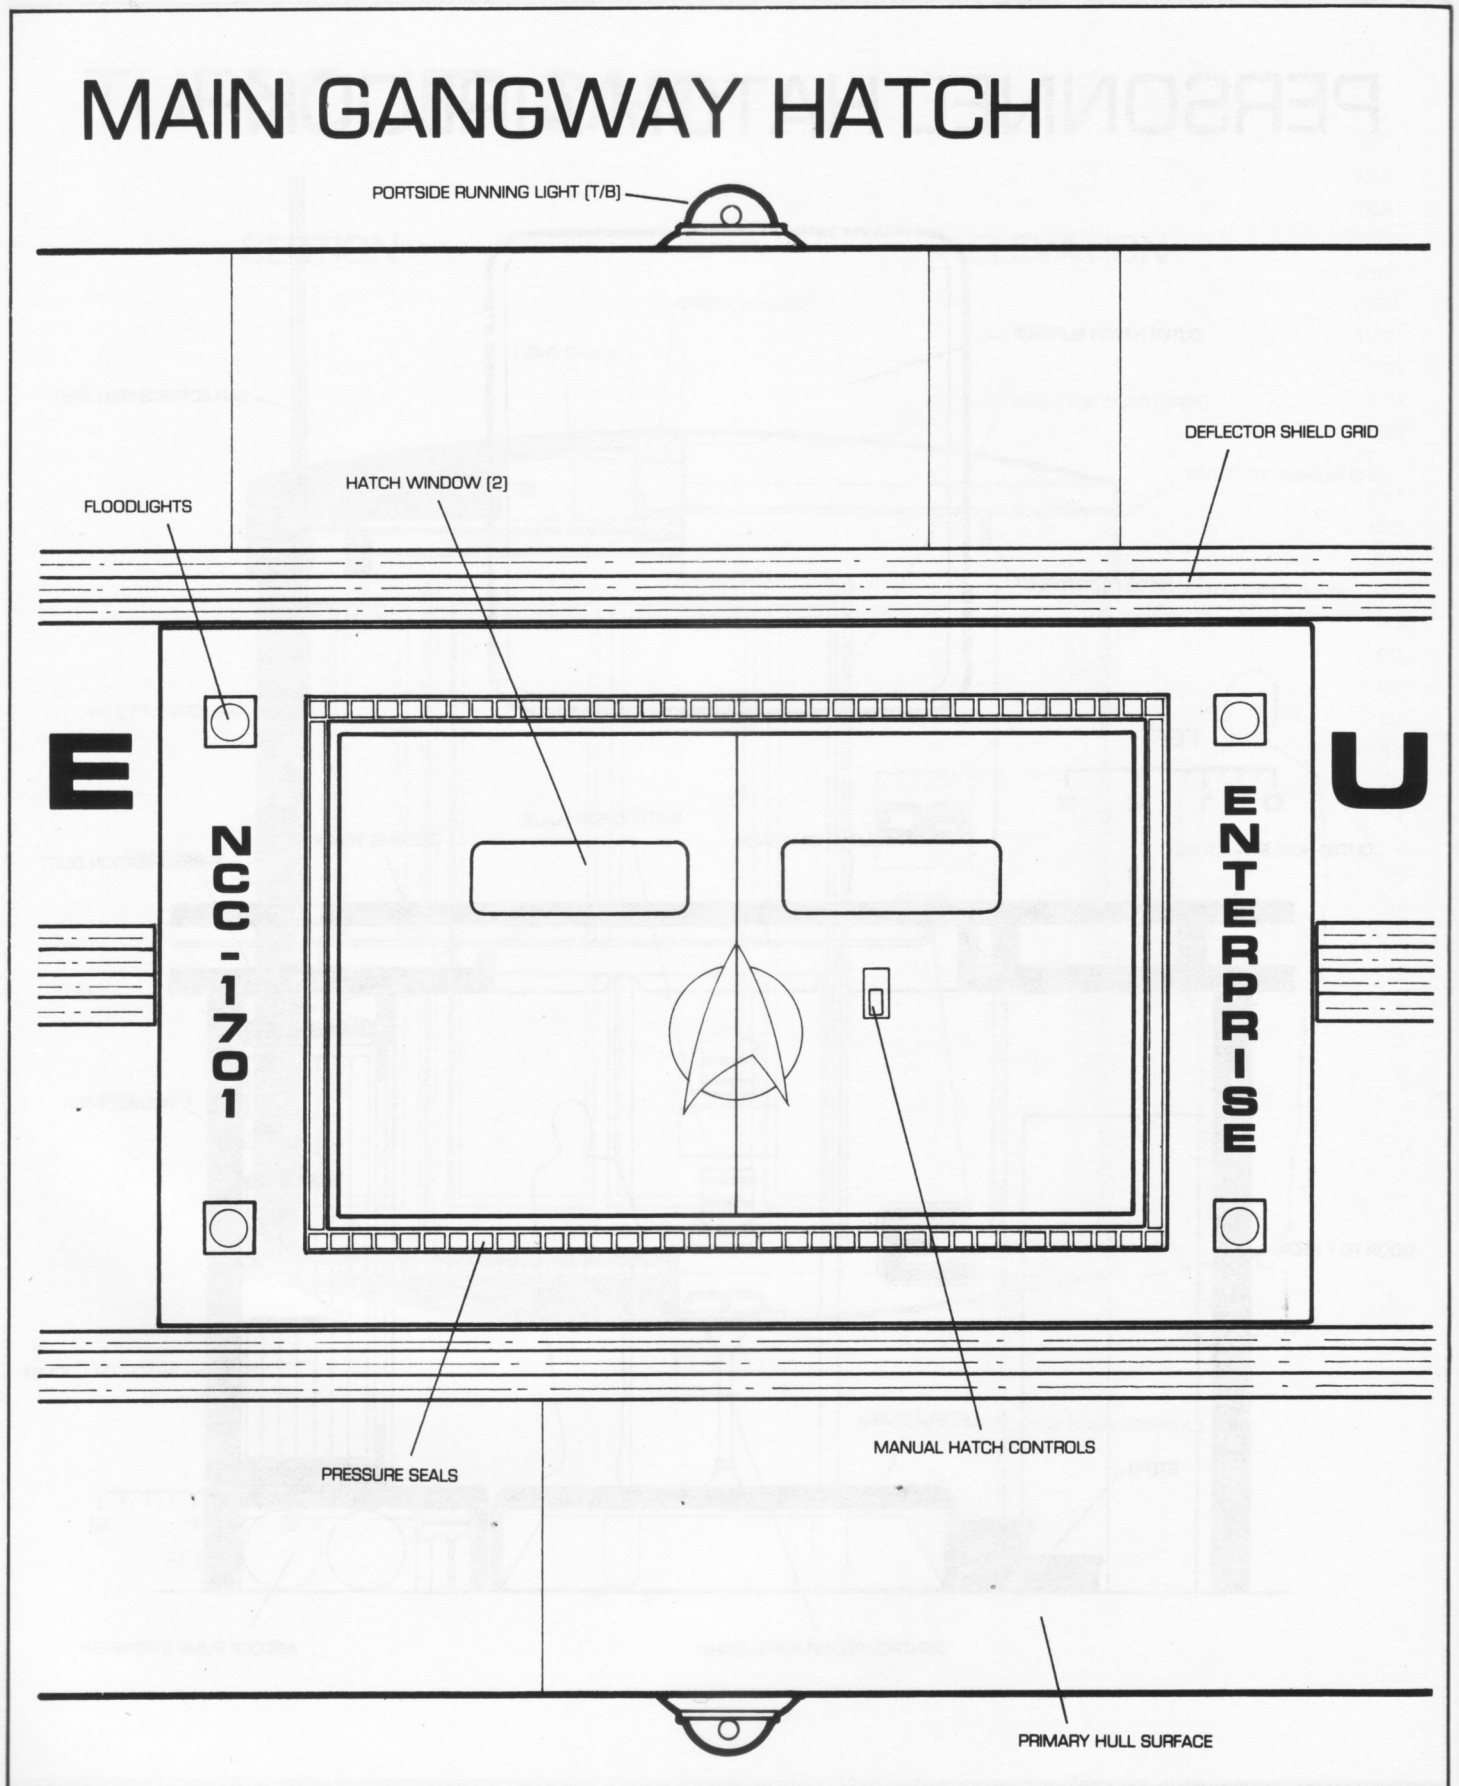 MAIN GANGWAY HATCH
PORTSIDE RUNNING LIGHT (T/B)
DEFLECTOR SHIELD GRID
HATCH WINDOW (2)
FLOODLIGHTS
E
U
NCC-1701
ENTERPRISE
MANUAL HATCH CONTROLS
PRESSURE SEALS
PRIMARY HULL SURFACE